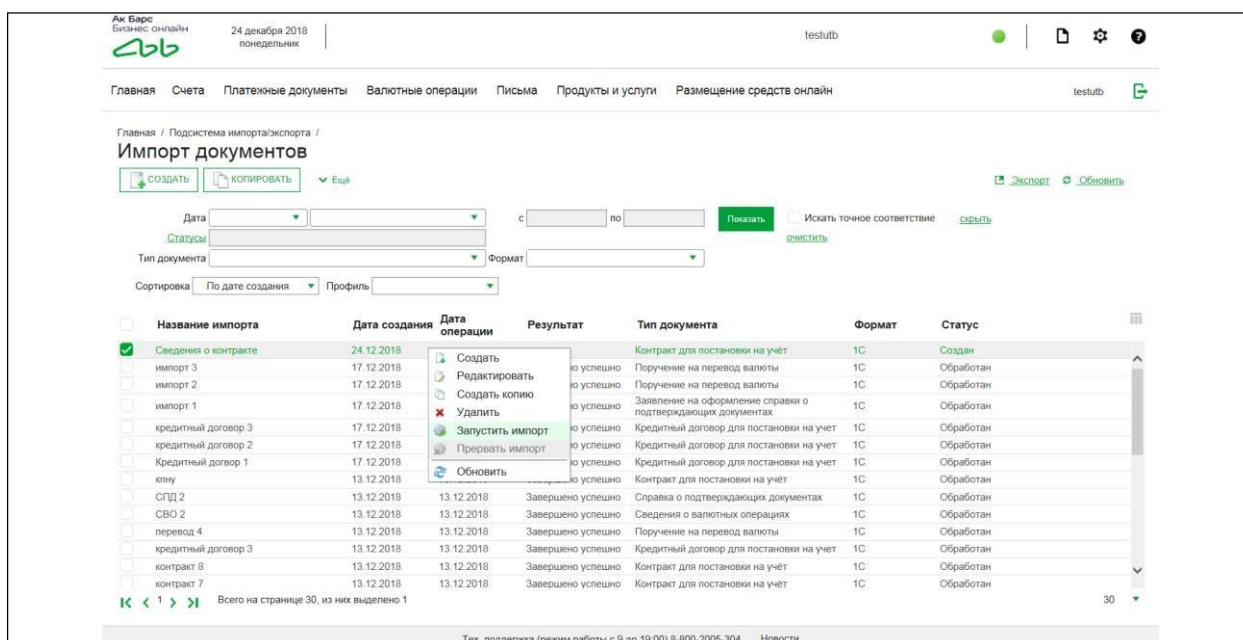 Ак Барс
Бизнес онлайн
24 декабря 2018
понедельник
testutb
Главная Счета Платежные документы Валютные операции Письма Продукты и услуги Размещение средств онлайн testutb
Главная / Подсистема импорта/экспорта /
Импорт документов
СОЗДАТЬ КОПИРОВАТЬ Ещё Экспорт Обновить
Дата с по Показать Искать точное соответствие скрыть
Статусы очистить
Тип документа Формат
Сортировка По дате создания Профиль
Название импорта Дата создания Дата операции Результат Тип документа Формат Статус
Сведения о контракте 24.12.2018 Контракт для постановки на учёт 1С Создан
импорт 3 17.12.2018 но успешно Поручение на перевод валюты 1С Обработан
импорт 2 17.12.2018 но успешно Поручение на перевод валюты 1С Обработан
импорт 1 17.12.2018 но успешно Заявление на оформление справки о подтверждающих документах 1С Обработан
кредитный договор 3 17.12.2018 но успешно Кредитный договор для постановки на учет 1С Обработан
кредитный договор 2 17.12.2018 но успешно Кредитный договор для постановки на учет 1С Обработан
Кредитный догвор 1 17.12.2018 но успешно Кредитный договор для постановки на учет 1С Обработан
кпну 13.12.2018 Контракт для постановки на учёт 1С Обработан
СПД 2 13.12.2018 13.12.2018 Завершено успешно Справка о подтверждающих документах 1С Обработан
СВО 2 13.12.2018 13.12.2018 Завершено успешно Сведения о валютных операциях 1С Обработан
перевод 4 13.12.2018 13.12.2018 Завершено успешно Поручение на перевод валюты 1С Обработан
кредитный договор 3 13.12.2018 13.12.2018 Завершено успешно Кредитный договор для постановки на учет 1С Обработан
контракт 8 13.12.2018 13.12.2018 Завершено успешно Контракт для постановки на учёт 1С Обработан
контракт 7 13.12.2018 13.12.2018 Завершено успешно Контракт для постановки на учёт 1С Обработан
Создать
Редактировать
Создать копию
Удалить
Запустить импорт
Прервать импорт
Обновить
1 Всего на странице 30, из них выделено 1 30
Тех. поддержка (режим работы с 9 до 19:00) 8-800-2005-304 Новости